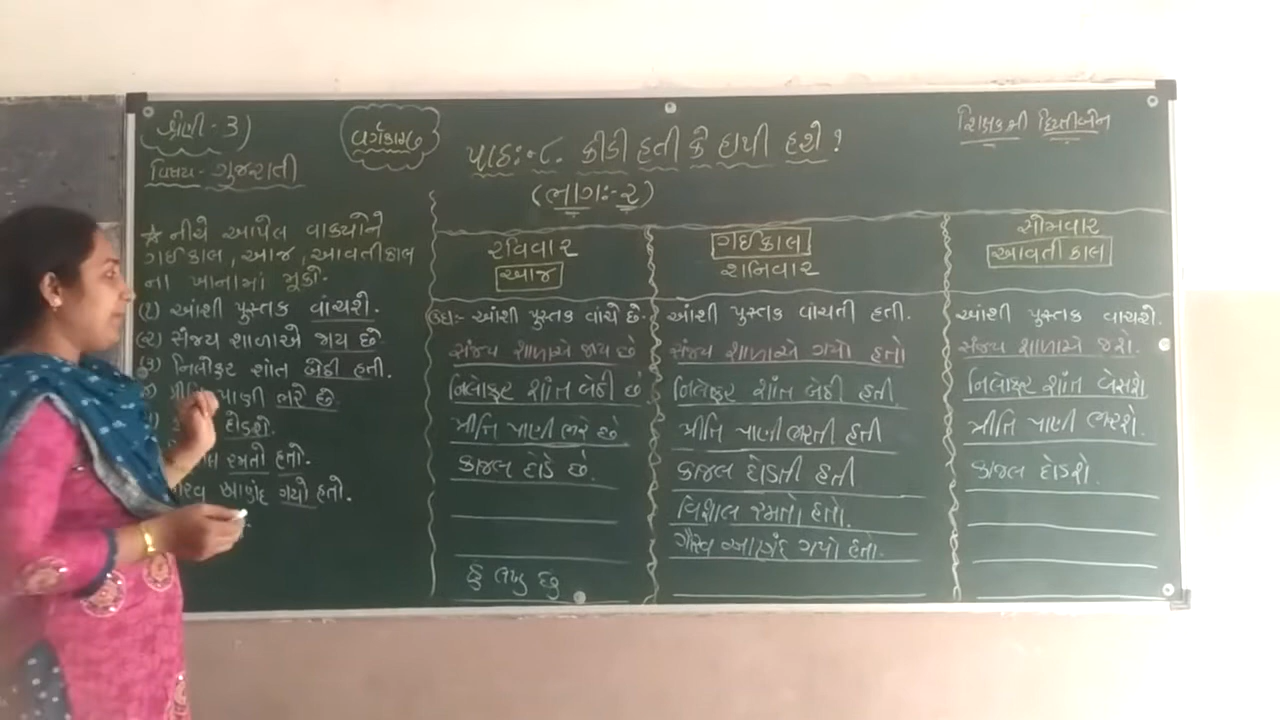 શ્રેણી - 3)
વિષય - ગુજરાતી
વર્ગકાર્ય
પાઠઃ-૮. કીડી હતી કે હાથી હશે !
(ભાગઃ-૨)
શિક્ષકશ્રી દિપ્તીબેન
* નીચે આપેલ વાક્યોને
ગઈકાલ, આજ, આવતીકાલ
ના ખાનામાં મૂકો.
(૧) આંશી પુસ્તક વાંચશે.
(૨) સંજય શાળાએ જાય છે.
(૩) નિલોફર શાંત બેઠી હતી.
પાણી ભરે છે.
દોડશે.
રમતો હતો.
આણંદ ગયો હતો.
રવિવાર
આજ
ઉદાઃ- આંશી પુસ્તક વાંચે છે.
સંજય શાળાએ જાય છે
નિલોફર શાંત બેઠી છે
પ્રીતિ પાણી ભરે છે
કાજલ દોડે છે.
હું લખુ છુ
ગઈકાલ
શનિવાર
આંશી પુસ્તક વાંચતી હતી.
સંજય શાળાએ ગયો હતો
નિલોફર શાંત બેઠી હતી
પ્રીતિ પાણી ભરતી હતી
કાજલ દોડતી હતી
વિશાલ રમતો હતો.
ગૌરવ આણંદ ગયો હતો.
સોમવાર
આવતીકાલ
આંશી પુસ્તક વાંચશે.
સંજય શાળાએ જશે.
નિલોફર શાંત બેસશે
પ્રીતિ પાણી ભરશે.
કાજલ દોડશે.